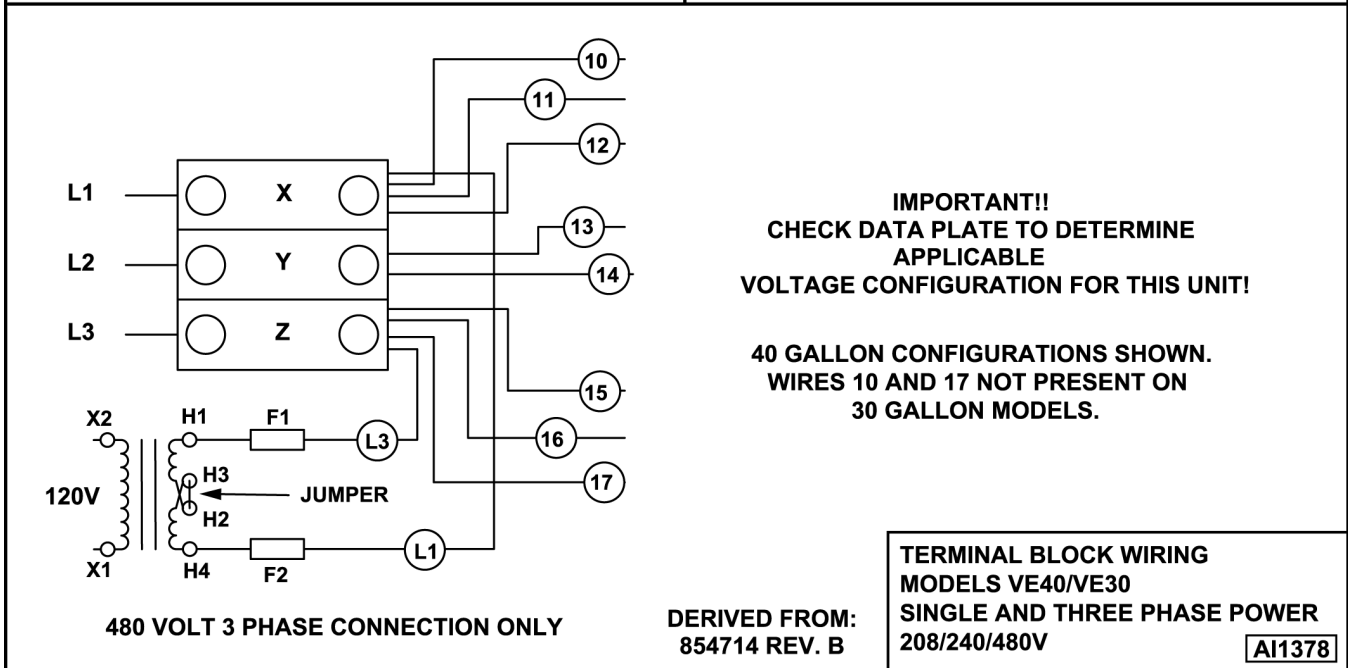 10
11
12
L1
X
13
L2
Y
14
L3
Z
15
16
17
X2
H1
F1
L3
H3
120V
JUMPER
H2
L1
X1
H4
F2
480 VOLT 3 PHASE CONNECTION ONLY
IMPORTANT!!
CHECK DATA PLATE TO DETERMINE
APPLICABLE
VOLTAGE CONFIGURATION FOR THIS UNIT!
40 GALLON CONFIGURATIONS SHOWN.
WIRES 10 AND 17 NOT PRESENT ON
30 GALLON MODELS.
DERIVED FROM:
854714 REV. B
TERMINAL BLOCK WIRING
MODELS VE40/VE30
SINGLE AND THREE PHASE POWER
208/240/480V
AI1378